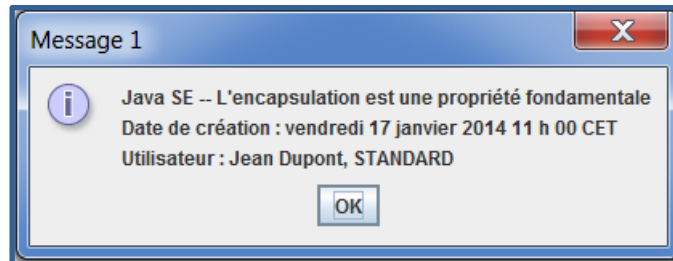 Message 1
Java SE -- L'encapsulation est une propriété fondamentale
Date de création : vendredi 17 janvier 2014 11 h 00 CET
Utilisateur : Jean Dupont, STANDARD
OK